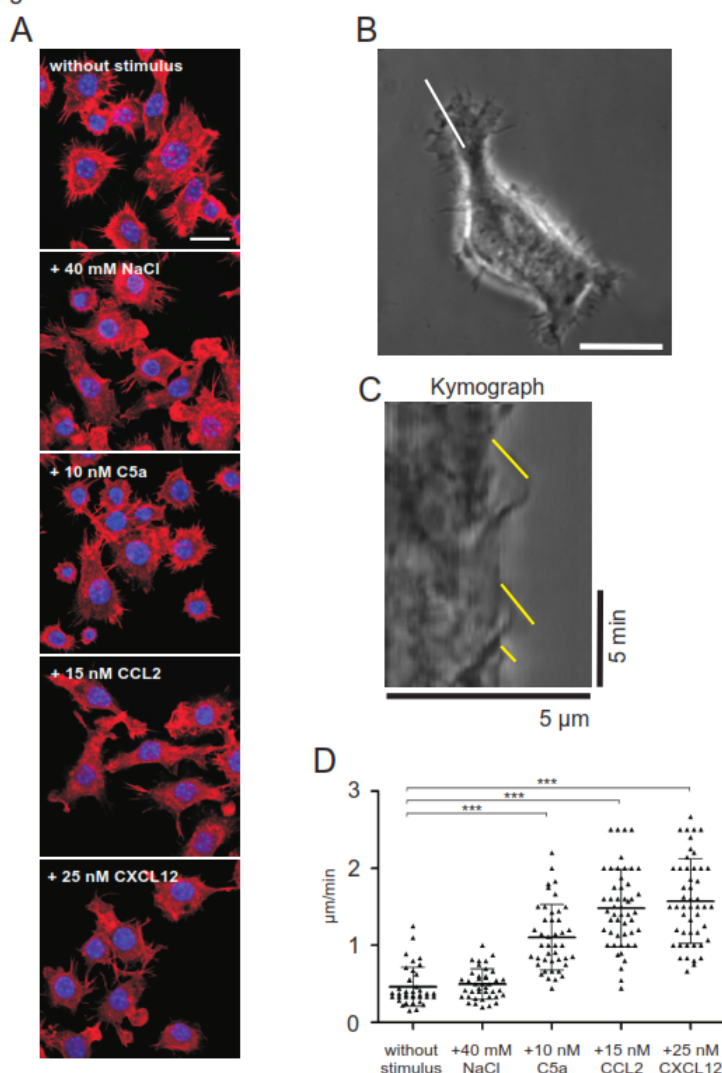 A
without stimulus
+ 40 mM NaCl
+ 10 nM C5a
+ 15 nM CCL2
+ 25 nM CXCL12
B
C
Kymograph
5 min
5 µm
D
***
***
***
3
2
1
0
µm/min
without
stimulus
+40 mM
NaCl
+10 nM
C5a
+15 nM
CCL2
+25 nM
CXCL12